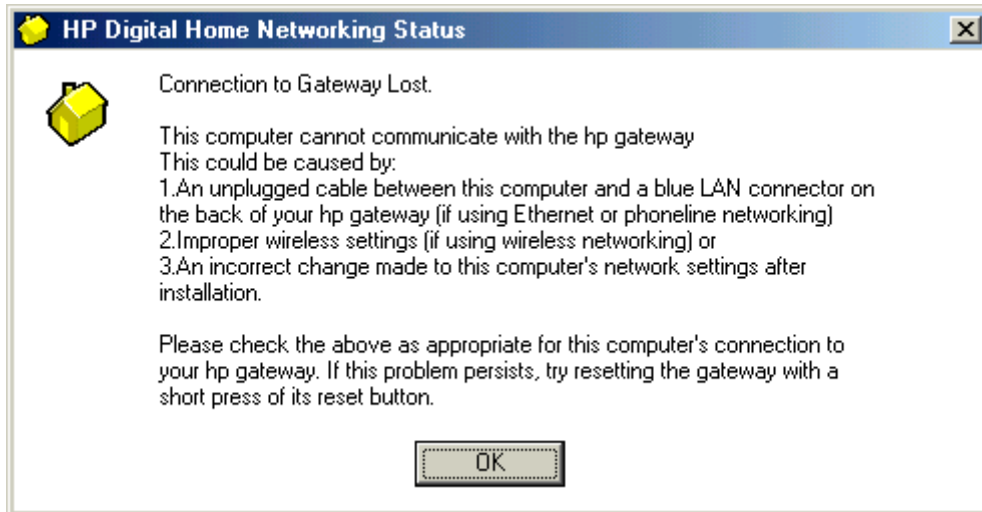 HP Digital Home Networking Status
Connection to Gateway Lost.
This computer cannot communicate with the hp gateway
This could be caused by:
1.An unplugged cable between this computer and a blue LAN connector on
the back of your hp gateway (if using Ethernet or phoneline networking)
2.Improper wireless settings (if using wireless networking) or
3.An incorrect change made to this computer's network settings after
installation.
Please check the above as appropriate for this computer's connection to
your hp gateway. If this problem persists, try resetting the gateway with a
short press of its reset button.
OK